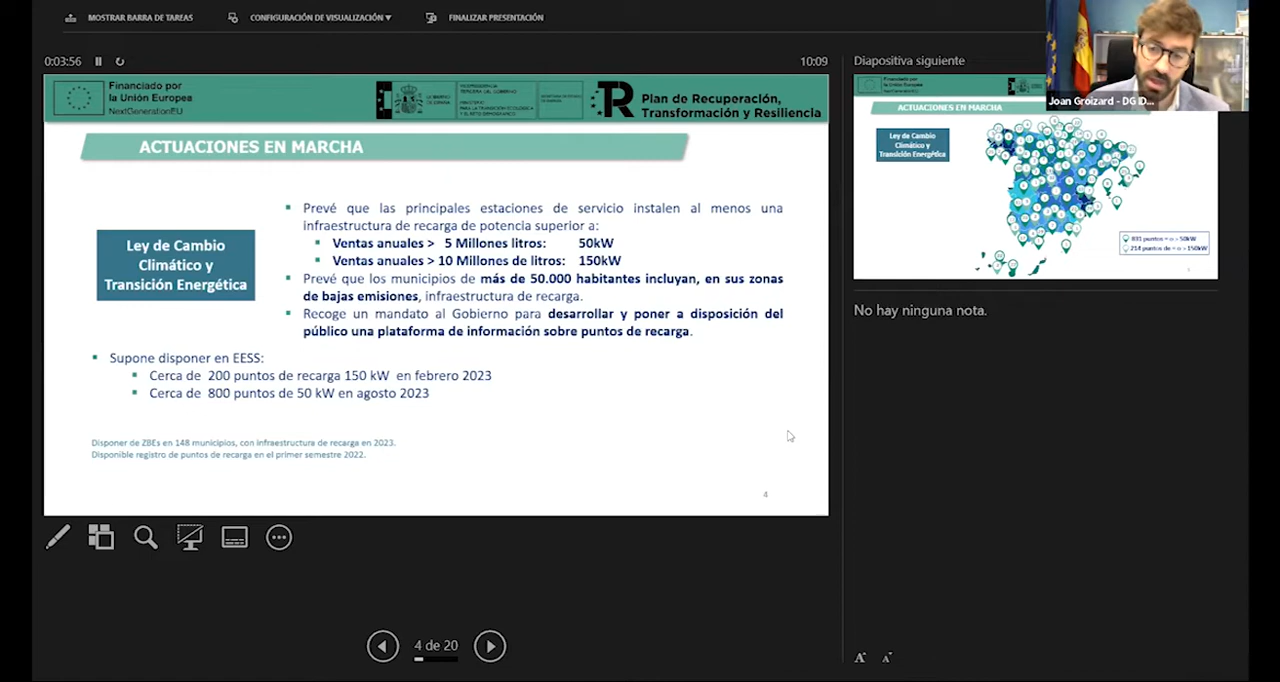 MOSTRAR BARRA DE TAREAS
CONFIGURACIÓN DE VISUALIZACIÓN ▼
FINALIZAR PRESENTACIÓN
0:03:56
10:09
Financiado por
la Unión Europea
NextGenerationEU
Plan de Recuperación,
Transformación y Resiliencia
ACTUACIONES EN MARCHA
Ley de Cambio
Climático y
Transición Energética
Prevé que las principales estaciones de servicio instalen al menos una
infraestructura de recarga de potencia superior a:
Ventas anuales > 5 Millones litros: 50kW
Ventas anuales > 10 Millones de litros: 150kW
Prevé que los municipios de más de 50.000 habitantes incluyan, en sus zonas
de bajas emisiones, infraestructura de recarga.
Recoge un mandato al Gobierno para desarrollar y poner a disposición del
público una plataforma de información sobre puntos de recarga.
Supone disponer en EESS:
Cerca de 200 puntos de recarga 150 kW en febrero 2023
Cerca de 800 puntos de 50 kW en agosto 2023
Disponer de ZBEs en 148 municipios, con infraestructura de recarga en 2023.
Disponible registro de puntos de recarga en el primer semestre 2022.
4
4 de 20
Diapositiva siguiente
Joan Groizard - DG ID...
ACTUACIONES EN MARCHA
Ley de Cambio
Climático y
Transición Energética
No hay ninguna nota.
A A